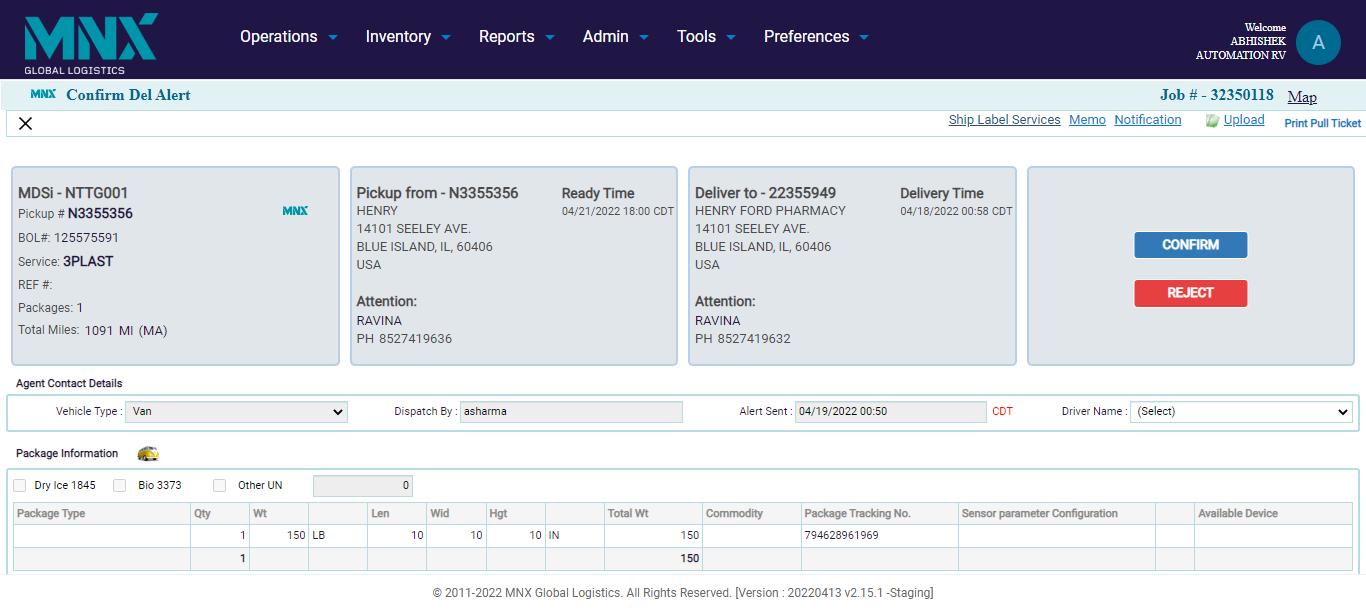 MNX
GLOBAL LOGISTICS
Operations Inventory Reports Admin Tools Preferences
Welcome
ABHISHEK
AUTOMATION RV
A
MNX Confirm Del Alert
Job # - 32350118 Map
Ship Label Services Memo Notification Upload Print Pull Ticket
MDSi - NTTG001
Pickup # N3355356
MNX
BOL#: 125575591
Service: 3PLAST
REF #:
Packages: 1
Total Miles: 1091 MI (MA)
Pickup from - N3355356
HENRY
14101 SEELEY AVE.
BLUE ISLAND, IL, 60406
USA
Attention:
RAVINA
PH 8527419636
Ready Time
04/21/2022 18:00 CDT
Deliver to - 22355949
HENRY FORD PHARMACY
14101 SEELEY AVE.
BLUE ISLAND, IL, 60406
USA
Attention:
RAVINA
PH 8527419632
Delivery Time
04/18/2022 00:58 CDT
CONFIRM
REJECT
Agent Contact Details
Vehicle Type : Van Dispatch By : asharma Alert Sent : 04/19/2022 00:50 CDT Driver Name : (Select)
Package Information
Dry Ice 1845 Bio 3373 Other UN 0
Package Type Qty Wt Len Wid Hgt Total Wt Commodity Package Tracking No. Sensor parameter Configuration Available Device
1 150 LB 10 10 10 IN 150 794628961969
1 150
© 2011-2022 MNX Global Logistics. All Rights Reserved. [Version : 20220413 v2.15.1 -Staging]